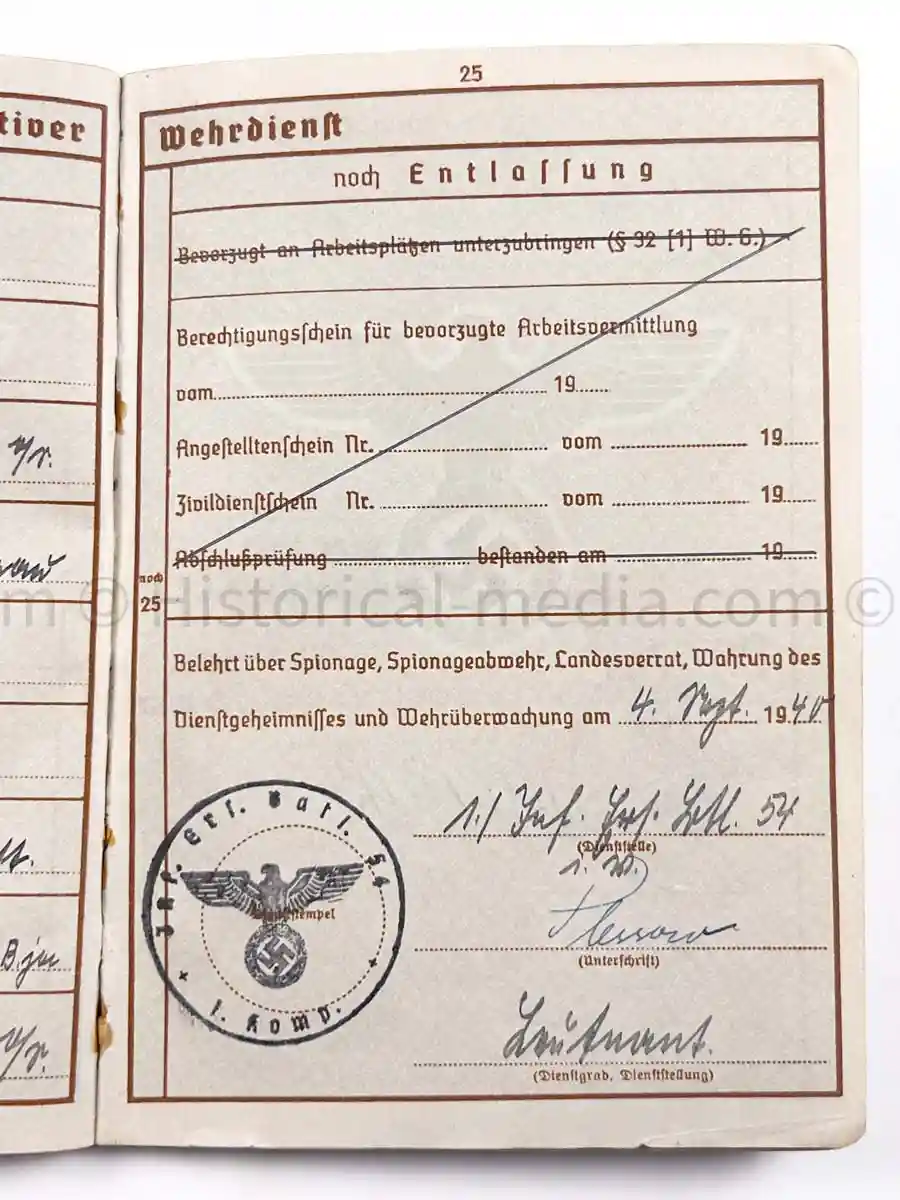 25
tiver
Wehrdienst
noch Entlassung
Bevorzugt an Arbeitsplätzen unterzubringen (§ 32 [1] W. G.)
Berechtigungsschein für bevorzugte Arbeitsvermittlung
vom 19
Angestelltenschein Nr. vom 19
Zivildienstschein Nr. vom 19
Abschlußprüfung bestanden am 19
noch
25
© Historical-media.com ©
Belehrt über Spionage, Spionageabwehr, Landesverrat, Wahrung des
Dienstgeheimnisses und Wehrüberwachung am 4. Sept. 1940
1./ Inf. Ers. Btl. 54
(Dienststelle)
i. V.
(Unterschrift)
Leutnant.
(Dienstgrad, Dienststellung)
Inf. Ers. Batl. 54
Dienststempel
1. Komp.